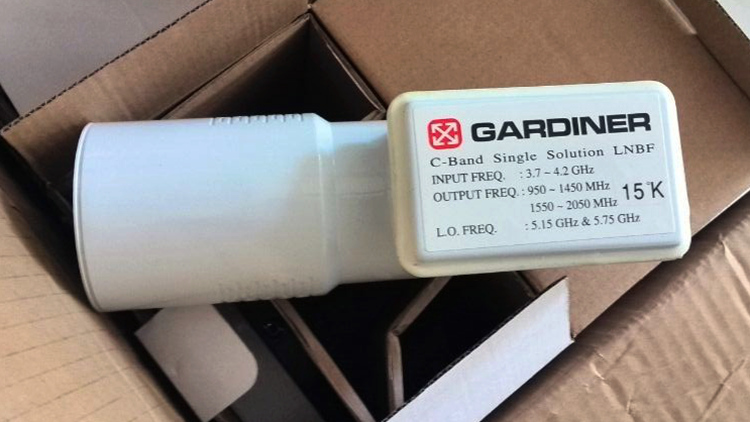 GARDINER
C-Band Single Solution LNBF
INPUT FREQ. : 3.7 ~ 4.2 GHz
OUTPUT FREQ. : 950 ~ 1450 MHz
1550 ~ 2050 MHz
15°K
L.O. FREQ. : 5.15 GHz & 5.75 GHz